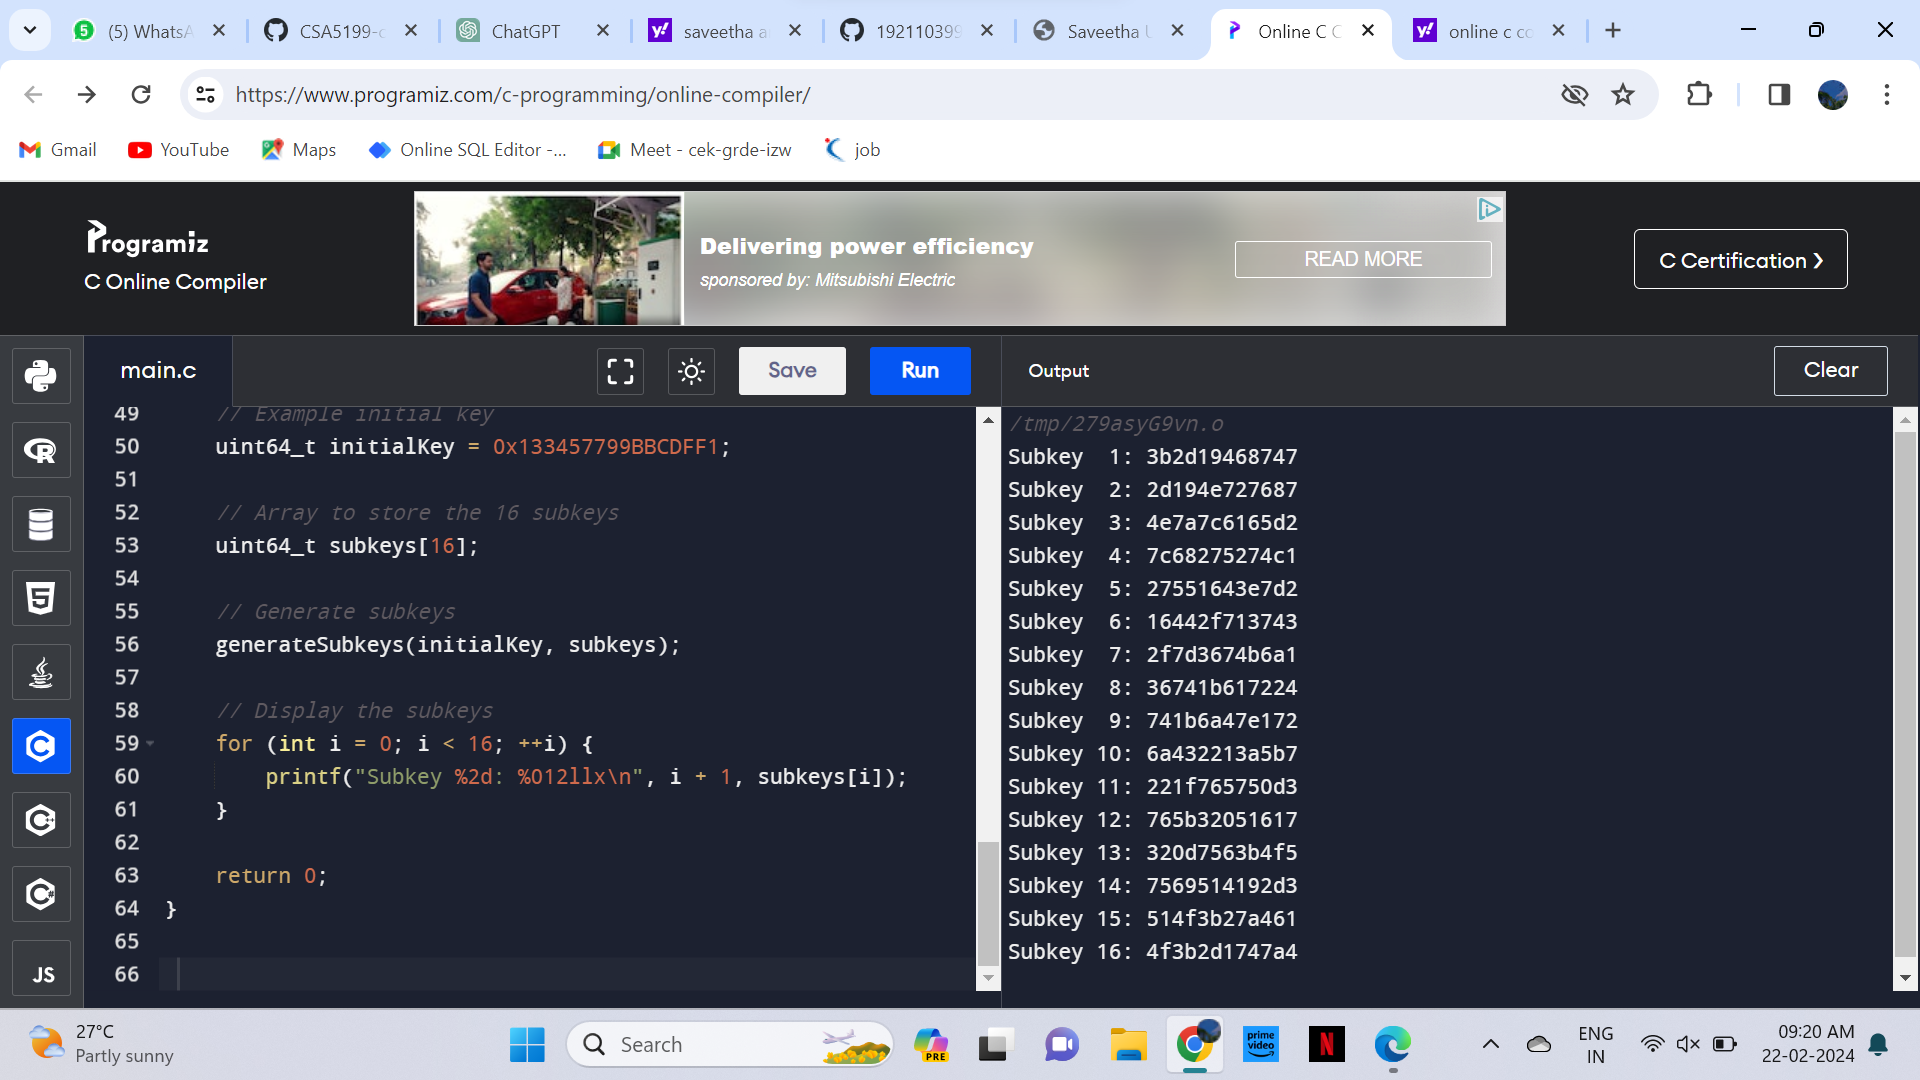 (5) WhatsA
CSA5199-c
ChatGPT
saveetha a
192110399
Saveetha U
Online C C
online c co
https://www.programiz.com/c-programming/online-compiler/
Gmail
YouTube
Maps
Online SQL Editor -...
Meet - cek-grde-izw
job
Programiz
C Online Compiler
Delivering power efficiency
sponsored by: Mitsubishi Electric
READ MORE
C Certification ❯
main.c
Save
Run
Output
Clear
49 // Example initial key
50 uint64_t initialKey = 0x133457799BBCDFF1;
51
52 // Array to store the 16 subkeys
53 uint64_t subkeys[16];
54
55 // Generate subkeys
56 generateSubkeys(initialKey, subkeys);
57
58 // Display the subkeys
59 for (int i = 0; i < 16; ++i) {
60 printf("Subkey %2d: %012llx\n", i + 1, subkeys[i]);
61 }
62
63 return 0;
64 }
65
66
/tmp/279asyG9vn.o
Subkey  1: 3b2d19468747
Subkey  2: 2d194e727687
Subkey  3: 4e7a7c6165d2
Subkey  4: 7c68275274c1
Subkey  5: 27551643e7d2
Subkey  6: 16442f713743
Subkey  7: 2f7d3674b6a1
Subkey  8: 36741b617224
Subkey  9: 741b6a47e172
Subkey 10: 6a432213a5b7
Subkey 11: 221f765750d3
Subkey 12: 765b32051617
Subkey 13: 320d7563b4f5
Subkey 14: 7569514192d3
Subkey 15: 514f3b27a461
Subkey 16: 4f3b2d1747a4
JS
27°C
Partly sunny
Search
PRE
prime
video
N
ENG
IN
09:20 AM
22-02-2024